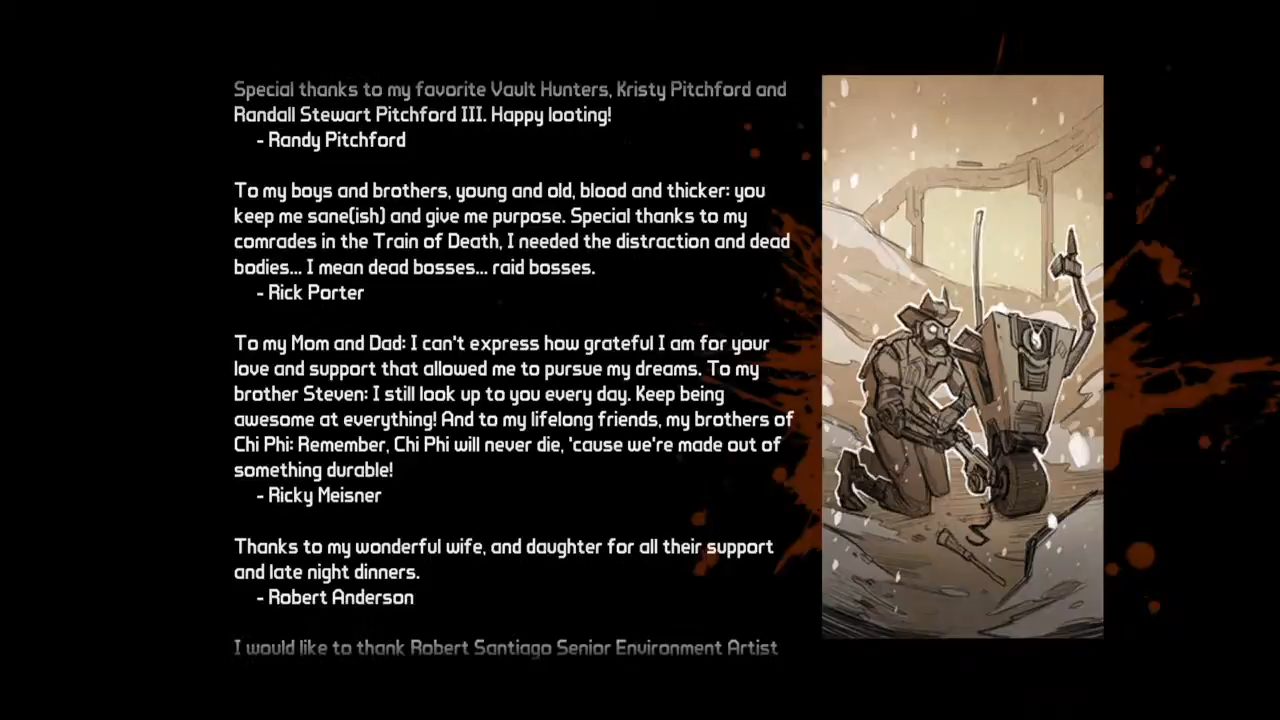 Special thanks to my favorite Vault Hunters, Kristy Pitchford and
Randall Stewart Pitchford III. Happy looting!
- Randy Pitchford
To my boys and brothers, young and old, blood and thicker: you
keep me sane(ish) and give me purpose. Special thanks to my
comrades in the Train of Death, I needed the distraction and dead
bodies... I mean dead bosses... raid bosses.
- Rick Porter
To my Mom and Dad: I can't express how grateful I am for your
love and support that allowed me to pursue my dreams. To my
brother Steven: I still look up to you every day. Keep being
awesome at everything! And to my lifelong friends, my brothers of
Chi Phi: Remember, Chi Phi will never die, 'cause we're made out of
something durable!
- Ricky Meisner
Thanks to my wonderful wife, and daughter for all their support
and late night dinners.
- Robert Anderson
I would like to thank Robert Santiago Senior Environment Artist